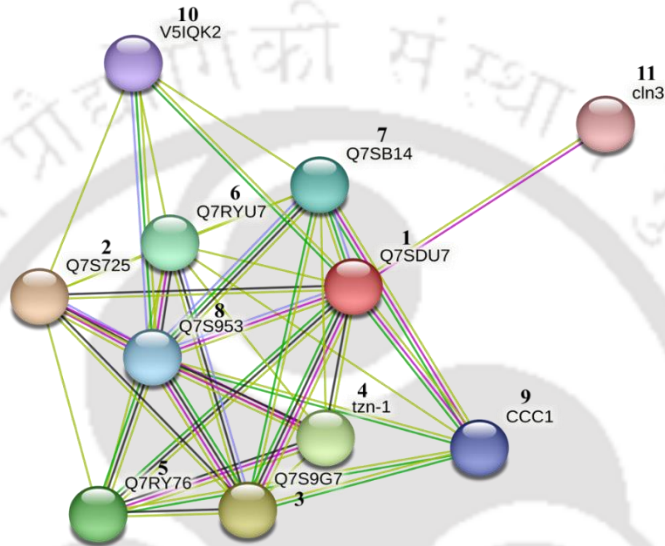 10
V5IQK2
11
cln3
7
Q7SB14
6
Q7RYU7
1
Q7SDU7
2
Q7S725
8
Q7S953
4
tzn-1
9
CCC1
5
Q7RY76
Q7S9G7
3